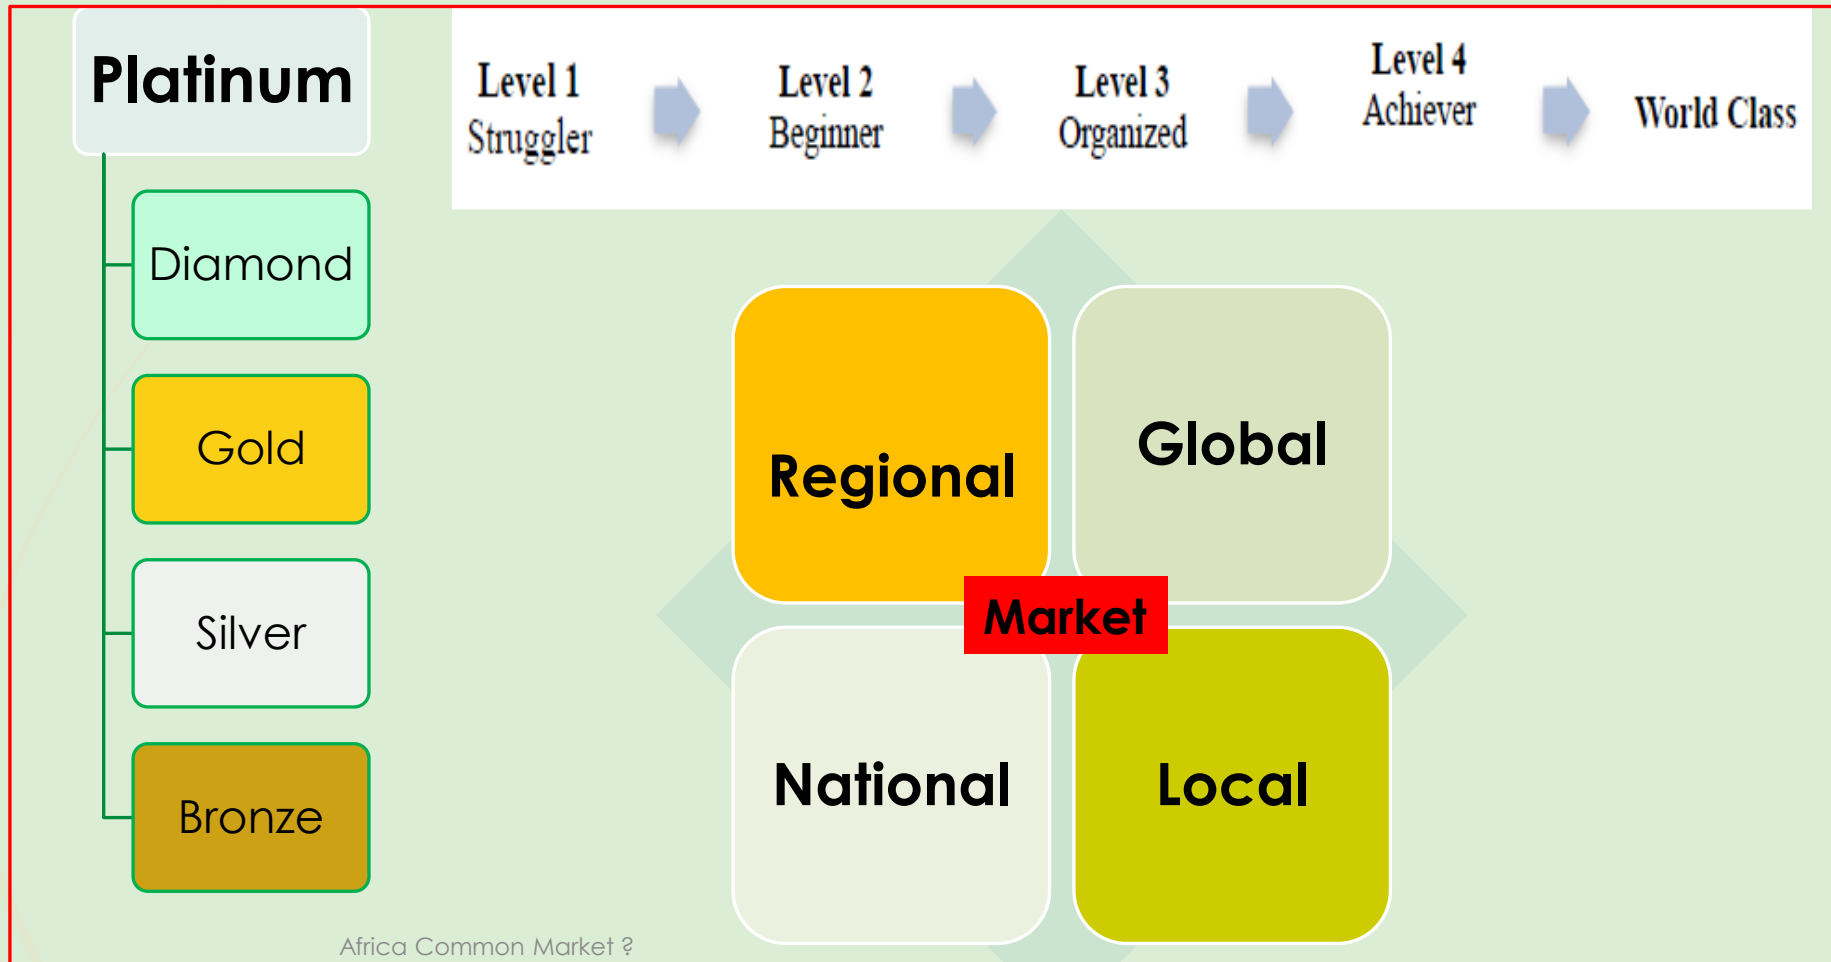 Platinum
Diamond
Gold
Silver
Bronze
Level 1
Struggler
Level 2
Beginner
Level 3
Organized
Level 4
Achiever
World Class
Regional
Global
Market
National
Local
Africa Common Market ?